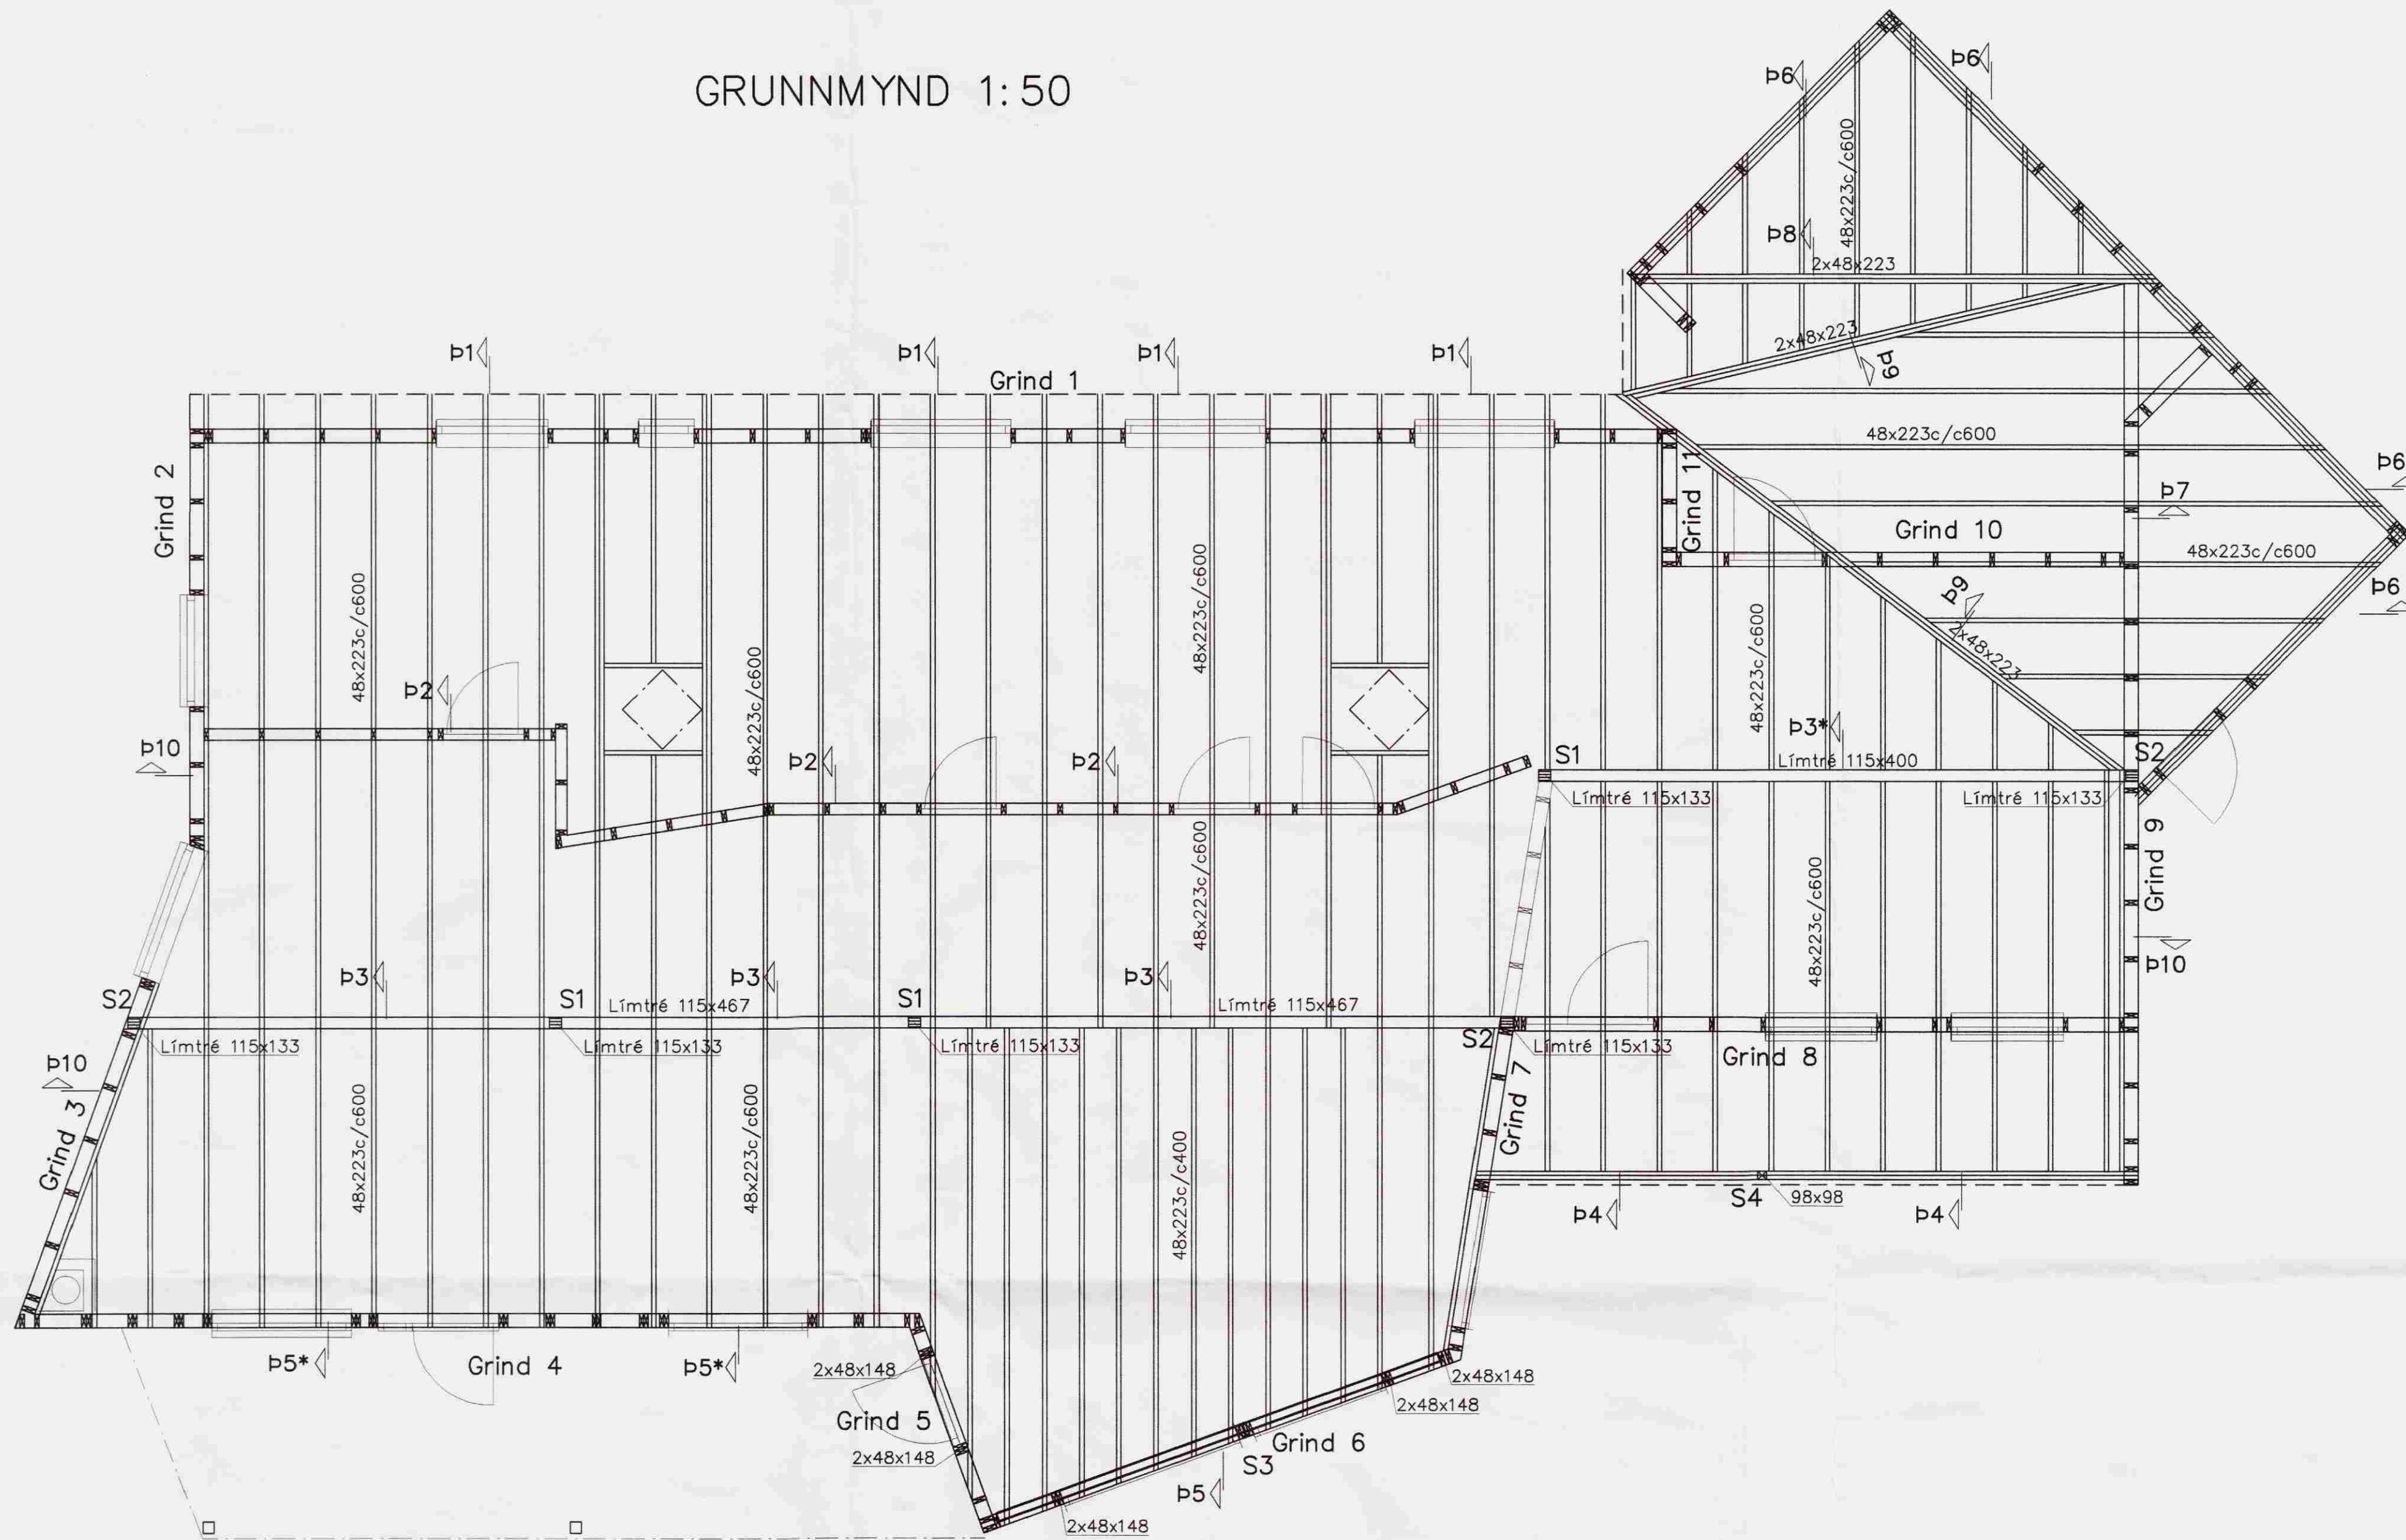 GRUNNMYND 1:50
Þ6
Þ6
48x223c/c600
Þ8
2x48x223
2x48x223
Þ9
Þ1
Þ1
Þ1
Þ1
Grind 1
48x223c/c600
Þ6
Þ7
Grind 2
Grind 11
Grind 10
48x223c/c600
Þ6
48x223c/c600
48x223c/c600
48x223c/c600
48x223c/c600
Þ9
2x48x223
Þ2
Þ10
Þ2
Þ2
S1
Þ3*
Límtré 115x400
S2
Límtré 115x133
Límtré 115x133
48x223c/c600
48x223c/c600
Grind 9
Þ10
Þ3
Þ3
Þ3
S2
S1
Límtré 115x467
S1
Límtré 115x467
S2
Límtré 115x133
Límtré 115x133
Límtré 115x133
Límtré 115x133
Grind 8
Þ10
Grind 3
48x223c/c600
48x223c/c600
48x223c/c400
Grind 7
S4
98x98
Þ4
Þ4
Þ5*
Grind 4
Þ5*
2x48x148
2x48x148
2x48x148
Grind 5
2x48x148
Grind 6
S3
Þ5
2x48x148